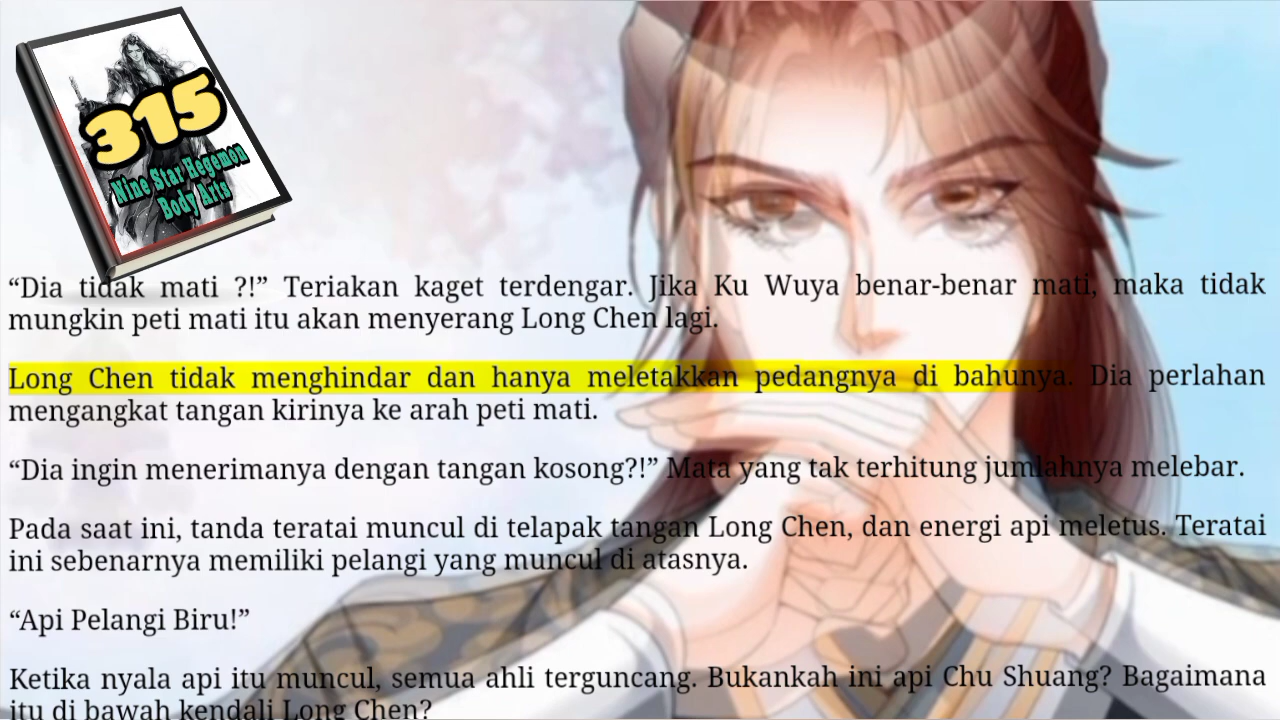 315
Nine Star Hegemon
Body Arts
“Dia tidak mati ?!” Teriakan kaget terdengar. Jika Ku Wuya benar-benar mati, maka tidak
mungkin peti mati itu akan menyerang Long Chen lagi.
Long Chen tidak menghindar dan hanya meletakkan pedangnya di bahunya. Dia perlahan
mengangkat tangan kirinya ke arah peti mati.
“Dia ingin menerimanya dengan tangan kosong?!” Mata yang tak terhitung jumlahnya melebar.
Pada saat ini, tanda teratai muncul di telapak tangan Long Chen, dan energi api meletus. Teratai
ini sebenarnya memiliki pelangi yang muncul di atasnya.
“Api Pelangi Biru!”
Ketika nyala api itu muncul, semua ahli terguncang. Bukankah ini api Chu Shuang? Bagaimana
itu di bawah kendali Long Chen?